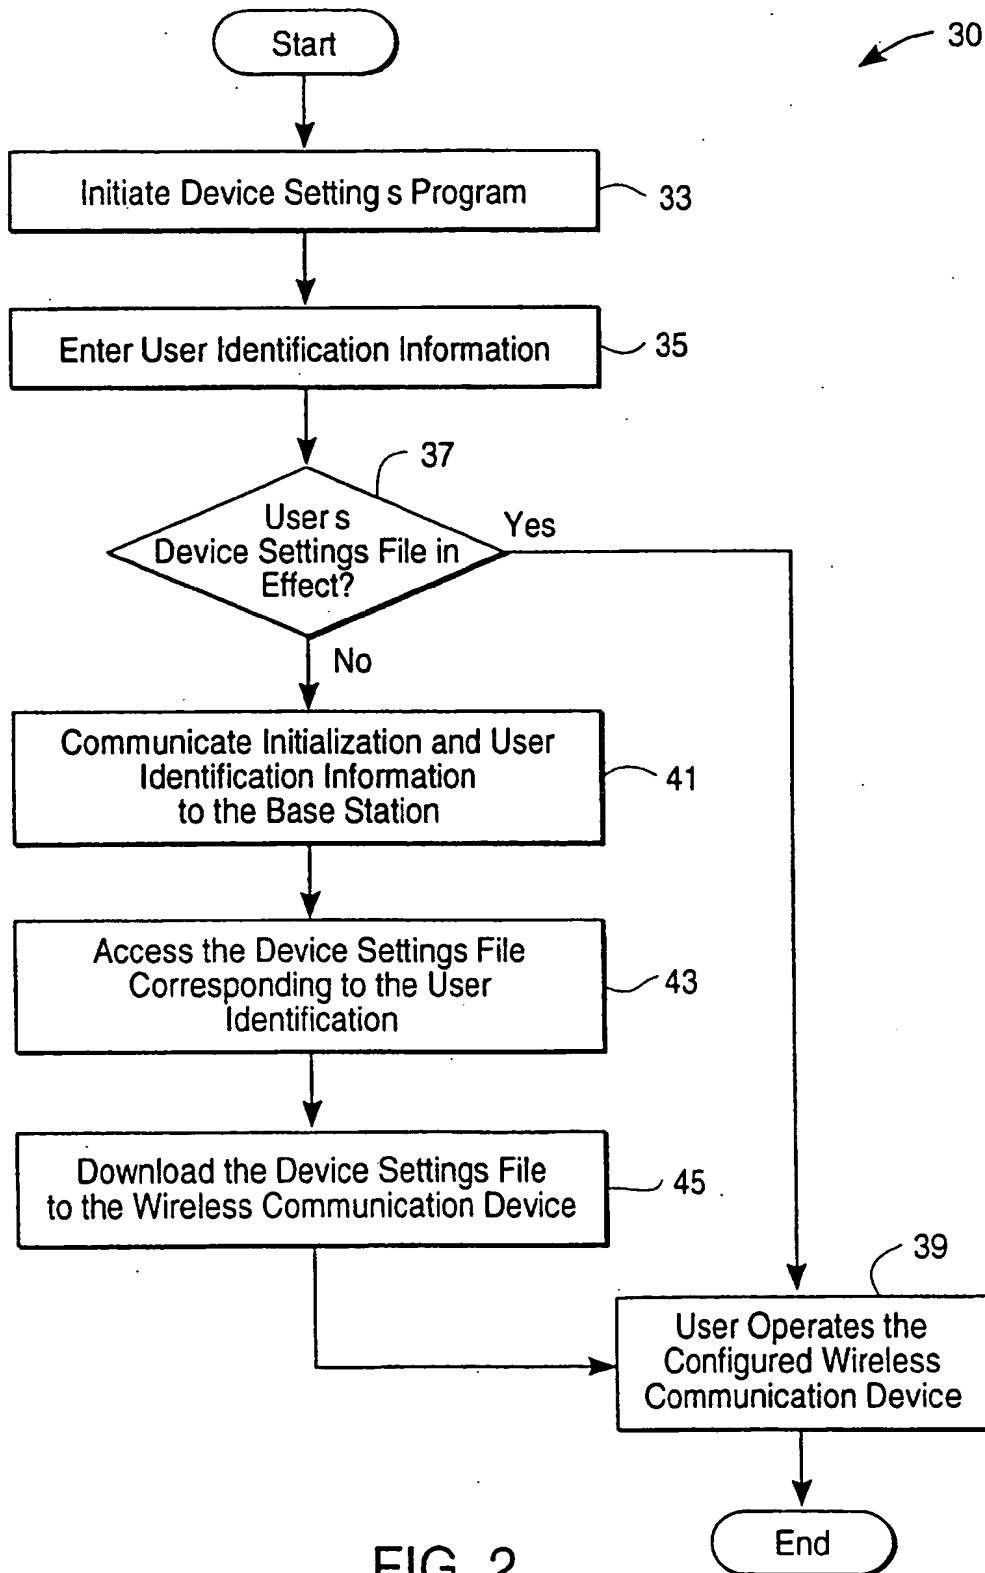 Start
30
Initiate Device Setting s Program
33
Enter User Identification Information
35
37
User s
Device Settings File in
Effect?
Yes
No
Communicate Initialization and User
Identification Information
to the Base Station
41
Access the Device Settings File
Corresponding to the User
Identification
43
Download the Device Settings File
to the Wireless Communication Device
45
39
User Operates the
Configured Wireless
Communication Device
End
FIG. 2